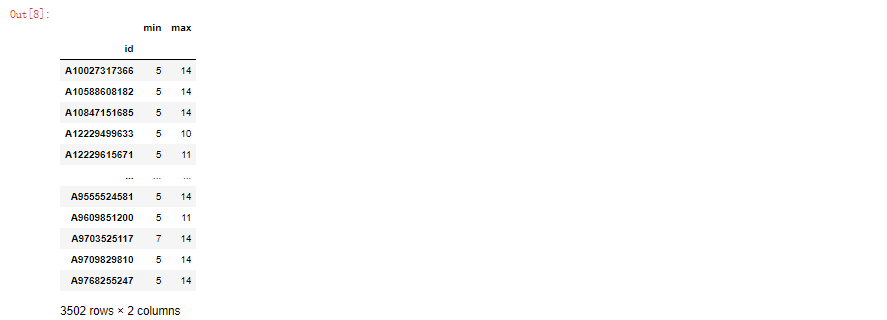 Out[8]:
min max
id
A10027317366 5 14
A10588608182 5 14
A10847151685 5 14
A12229499633 5 10
A12229615671 5 11
... ... ...
A9555524581 5 14
A9609851200 5 11
A9703525117 7 14
A9709829810 5 14
A9768255247 5 14
3502 rows × 2 columns